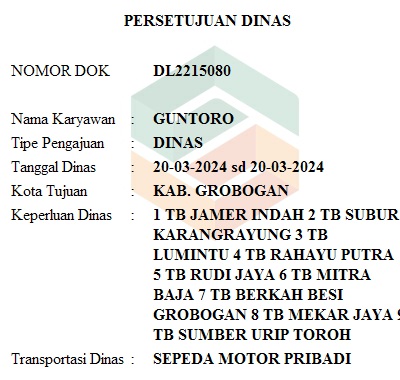 PERSETUJUAN DINAS
NOMOR DOK DL2215080
Nama Karyawan : GUNTORO
Tipe Pengajuan : DINAS
Tanggal Dinas : 20-03-2024 sd 20-03-2024
Kota Tujuan : KAB. GROBOGAN
Keperluan Dinas : 1 TB JAMER INDAH 2 TB SUBUR
KARANGRAYUNG 3 TB
LUMINTU 4 TB RAHAYU PUTRA
5 TB RUDI JAYA 6 TB MITRA
BAJA 7 TB BERKAH BESI
GROBOGAN 8 TB MEKAR JAYA 9
TB SUMBER URIP TOROH
Transportasi Dinas : SEPEDA MOTOR PRIBADI